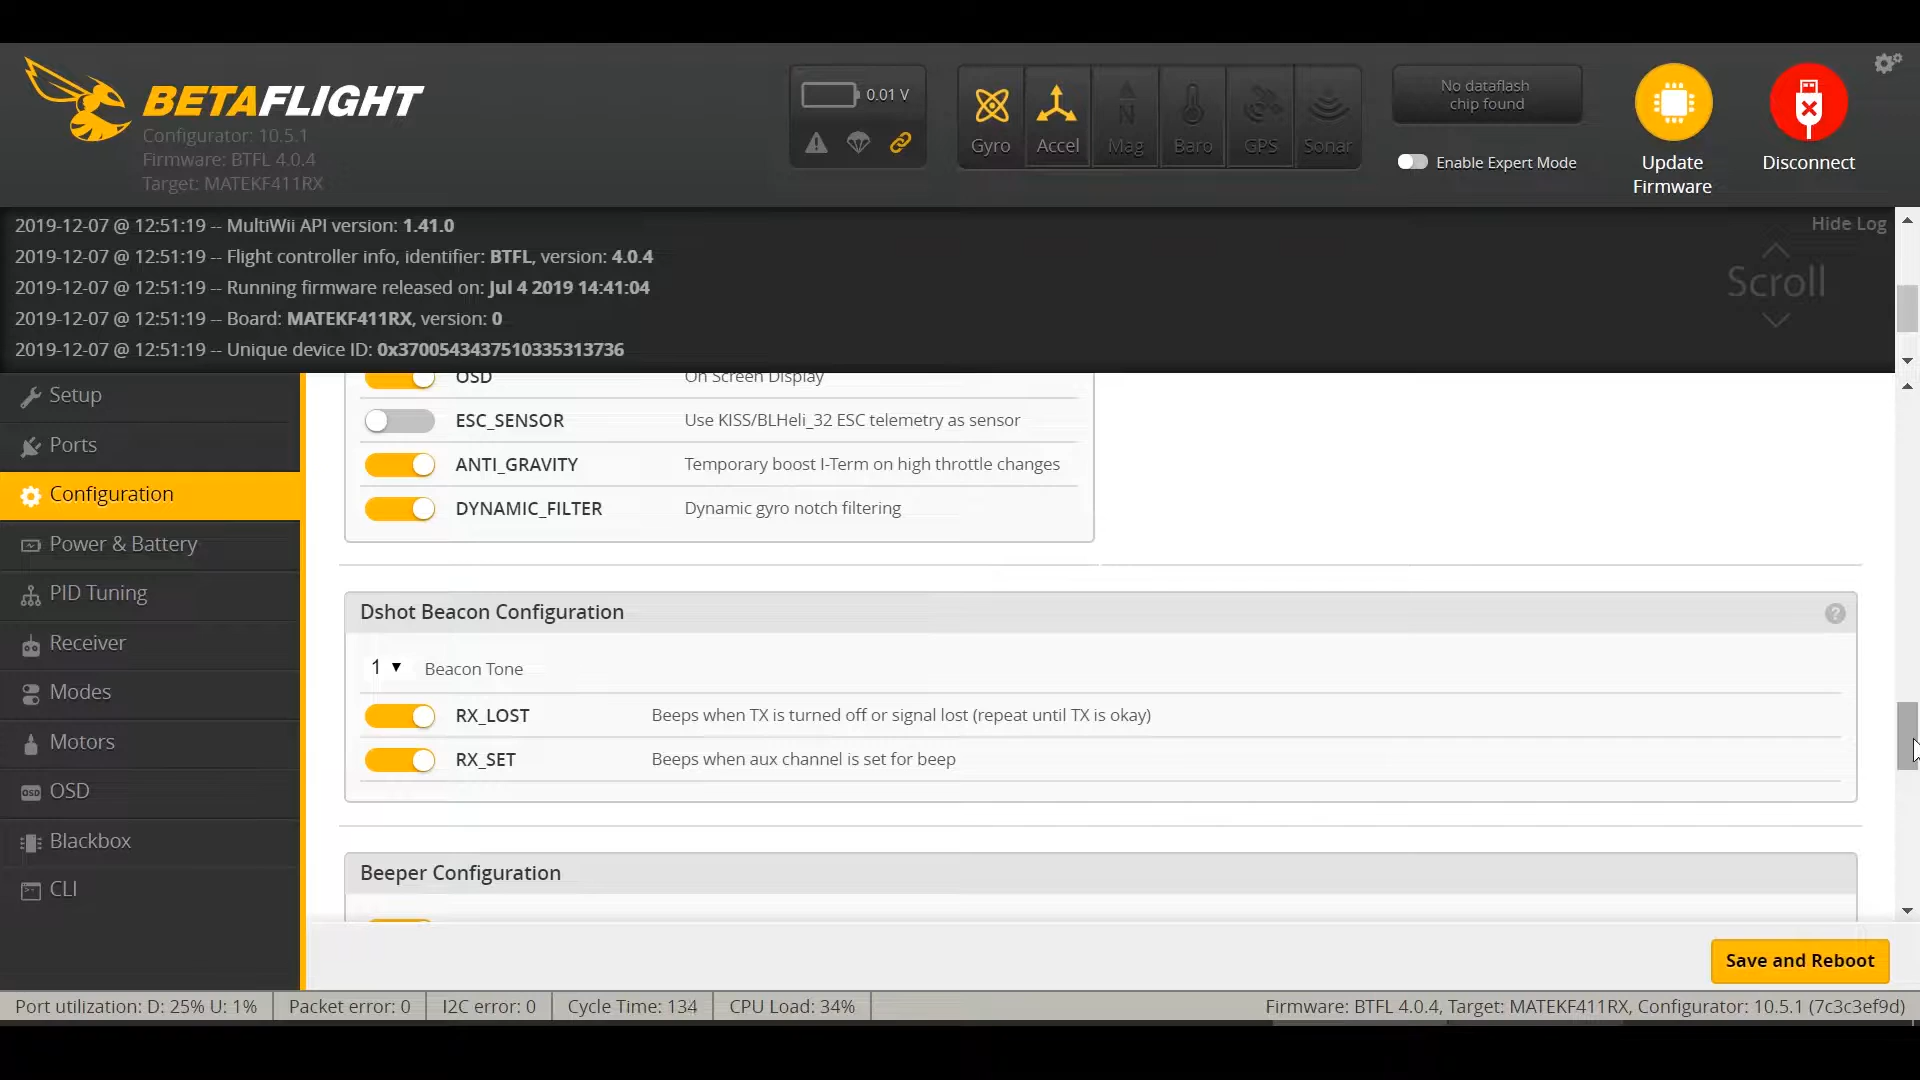 BETAFLIGHT
Configurator: 10.5.1
Firmware: BTFL 4.0.4
Target: MATEKF411RX
0.01 V
Gyro
Accel
Mag
Baro
GPS
Sonar
No dataflash
chip found
Enable Expert Mode
Update
Firmware
Disconnect
2019-12-07 @ 12:51:19 -- MultiWii API version: 1.41.0
2019-12-07 @ 12:51:19 -- Flight controller info, identifier: BTFL, version: 4.0.4
2019-12-07 @ 12:51:19 -- Running firmware released on: Jul 4 2019 14:41:04
2019-12-07 @ 12:51:19 -- Board: MATEKF411RX, version: 0
2019-12-07 @ 12:51:19 -- Unique device ID: 0x3700543437510335313736
Hide Log
Scroll
Setup
Ports
Configuration
Power & Battery
PID Tuning
Receiver
Modes
Motors
OSD
Blackbox
CLI
OSD On Screen Display
ESC_SENSOR Use KISS/BLHeli_32 ESC telemetry as sensor
ANTI_GRAVITY Temporary boost I-Term on high throttle changes
DYNAMIC_FILTER Dynamic gyro notch filtering
Dshot Beacon Configuration
1 Beacon Tone
RX_LOST Beeps when TX is turned off or signal lost (repeat until TX is okay)
RX_SET Beeps when aux channel is set for beep
Beeper Configuration
Save and Reboot
Port utilization: D: 25% U: 1% Packet error: 0 I2C error: 0 Cycle Time: 134 CPU Load: 34% Firmware: BTFL 4.0.4, Target: MATEKF411RX, Configurator: 10.5.1 (7c3c3ef9d)